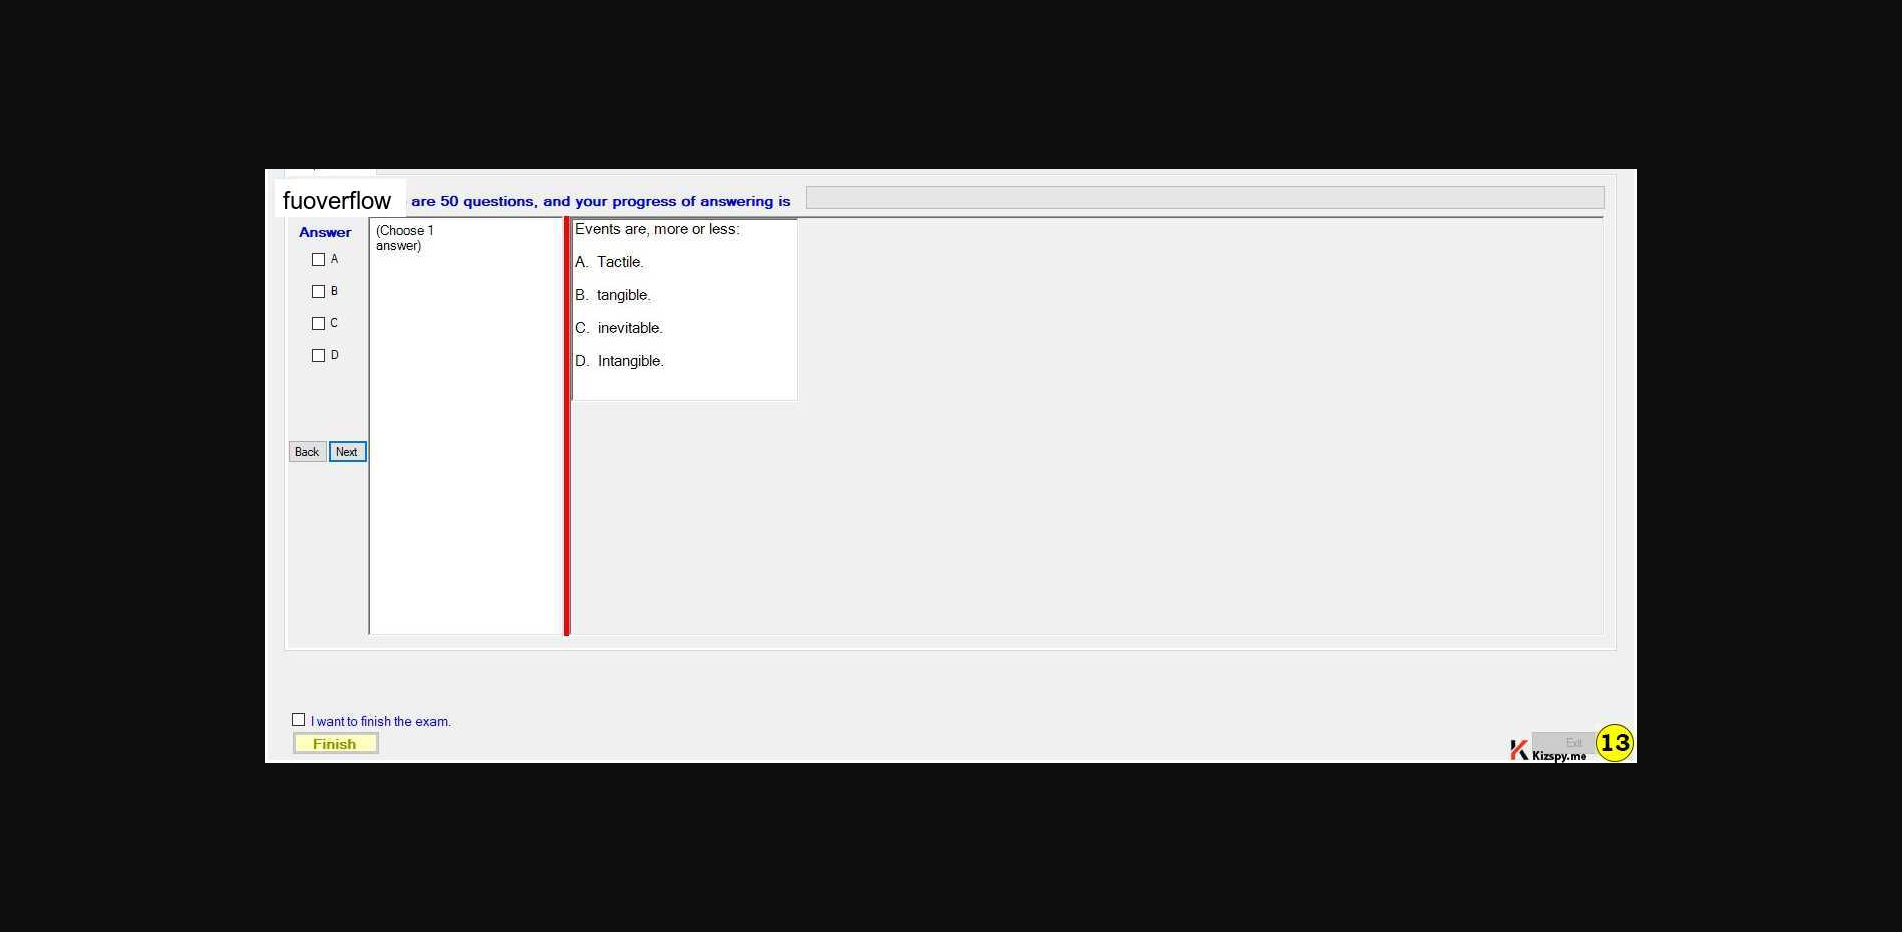 fuoverflow are 50 questions, and your progress of answering is
Answer
A
B
C
D
Back Next
(Choose 1
answer)
Events are, more or less:
A. Tactile.
B. tangible.
C. inevitable.
D. Intangible.
I want to finish the exam.
Finish
Exit
Kizspy.me
13